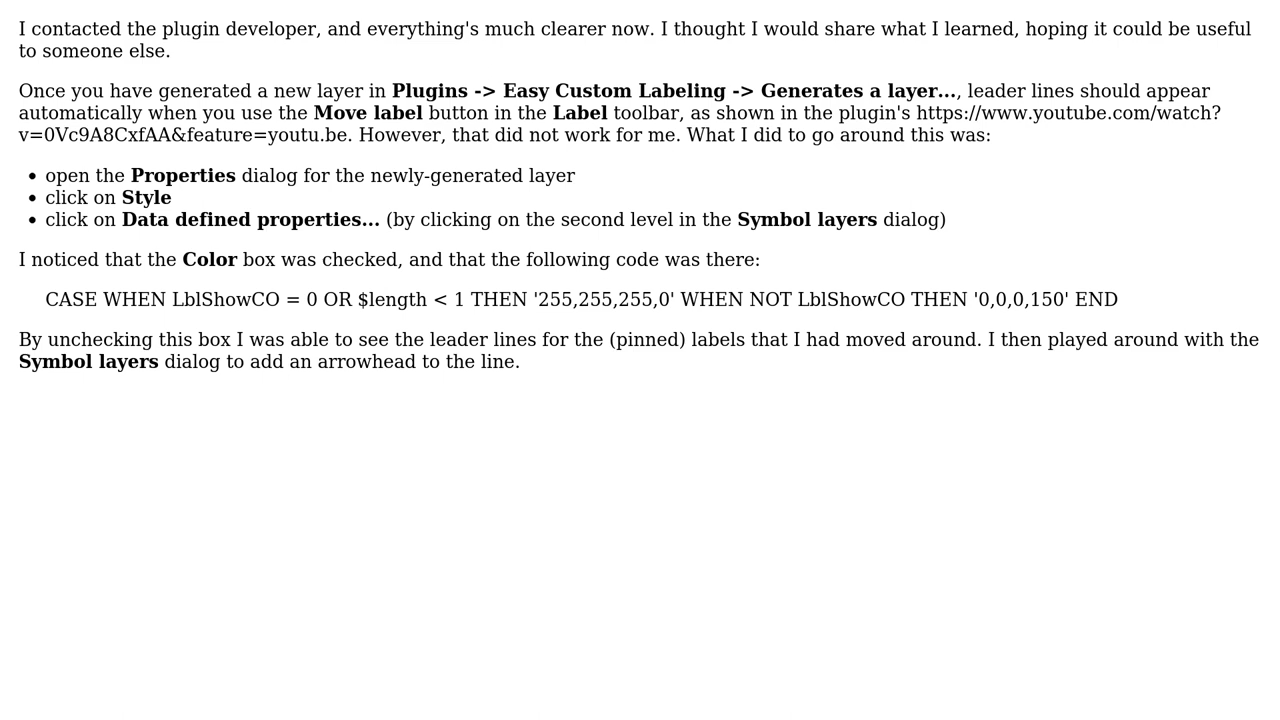 I contacted the plugin developer, and everything's much clearer now. I thought I would share what I learned, hoping it could be useful
to someone else.
Once you have generated a new layer in Plugins -> Easy Custom Labeling -> Generates a layer..., leader lines should appear
automatically when you use the Move label button in the Label toolbar, as shown in the plugin's https://www.youtube.com/watch?
v=0Vc9A8CxfAA&feature=youtu.be. However, that did not work for me. What I did to go around this was:
• open the Properties dialog for the newly-generated layer
• click on Style
• click on Data defined properties... (by clicking on the second level in the Symbol layers dialog)
I noticed that the Color box was checked, and that the following code was there:
CASE WHEN LblShowCO = 0 OR $length < 1 THEN '255,255,255,0' WHEN NOT LblShowCO THEN '0,0,0,150' END
By unchecking this box I was able to see the leader lines for the (pinned) labels that I had moved around. I then played around with the
Symbol layers dialog to add an arrowhead to the line.